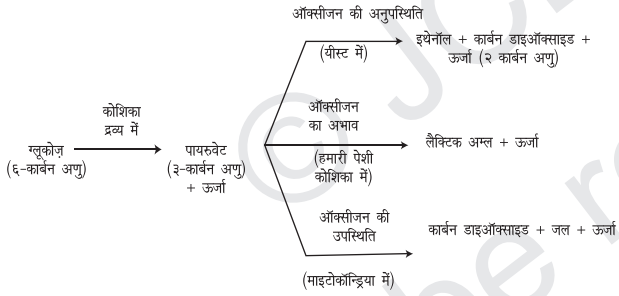 ऑक्सीजन की अनुपस्थिति
(यीस्ट में)
इथेनॉल + कार्बन डाइऑक्साइड +
ऊर्जा (२ कार्बन अणु)
कोशिका
द्रव्य में
ग्लूकोज़
(६-कार्बन अणु)
पायरुवेट
(३-कार्बन अणु)
+ ऊर्जा
ऑक्सीजन
का अभाव
(हमारी पेशी
कोशिका में)
लैक्टिक अम्ल + ऊर्जा
ऑक्सीजन की
उपस्थिति
(माइटोकॉन्ड्रिया में)
कार्बन डाइऑक्साइड + जल + ऊर्जा